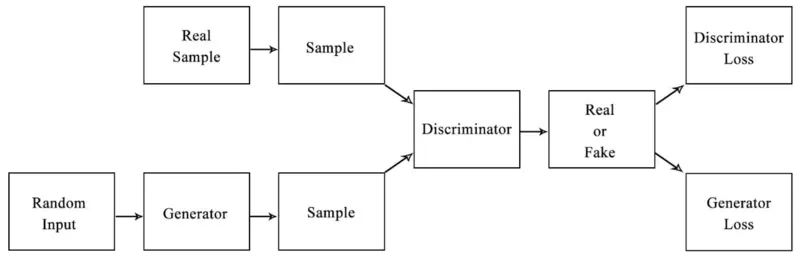 Real
Sample
Sample
Discriminator
Loss
Discriminator
Real
or
Fake
Random
Input
Generator
Sample
Generator
Loss